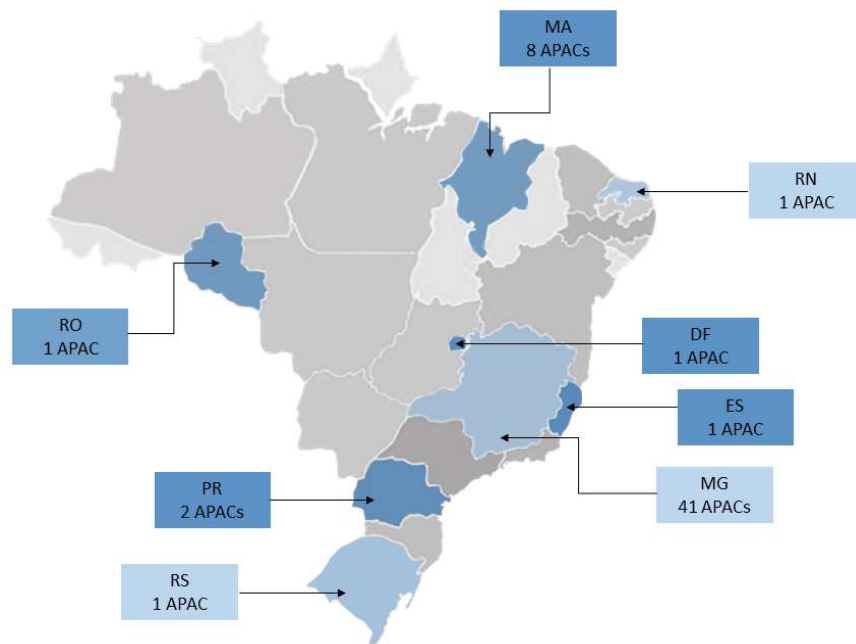 MA
8 APACs
RN
1 APAC
RO
1 APAC
DF
1 APAC
ES
1 APAC
MG
41 APACs
PR
2 APACs
RS
1 APAC